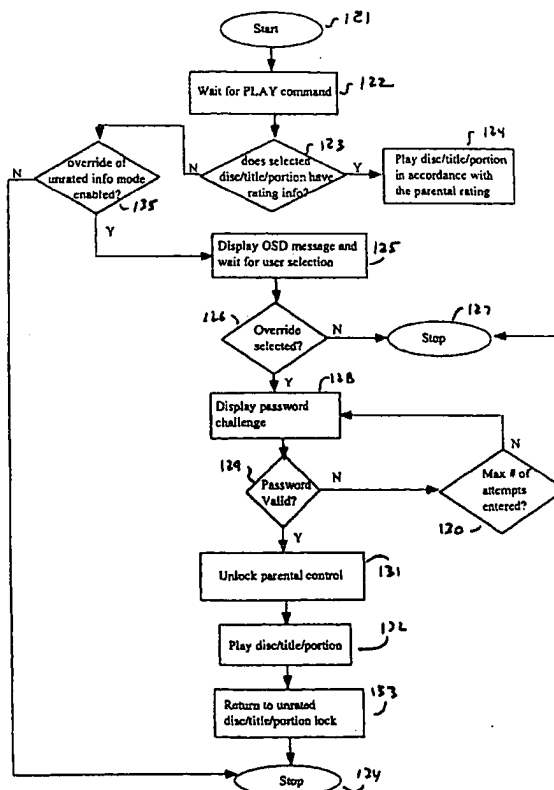 Start
121
Wait for PLAY command
122
does selected
disc/title/portion have
rating info?
123
N
Y
124
Play disc/title/portion
in accordance with
the parental rating
override of
unrated info mode
enabled?
135
N
Y
Display OSD message and
wait for user selection
125
126
Override
selected?
N
Y
127
Stop
128
Display password
challenge
129
Password
Valid?
N
Y
N
Max # of
attempts
entered?
130
Unlock parental control
131
Play disc/title/portion
132
Return to unrated
disc/title/portion lock
133
Stop
134